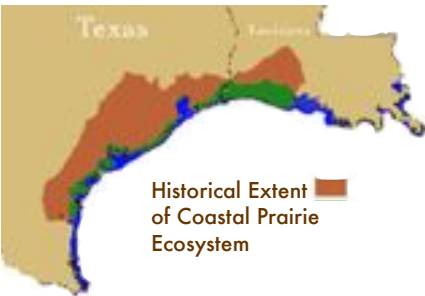 Texas
Louisiana
Historical Extent
of Coastal Prairie
Ecosystem